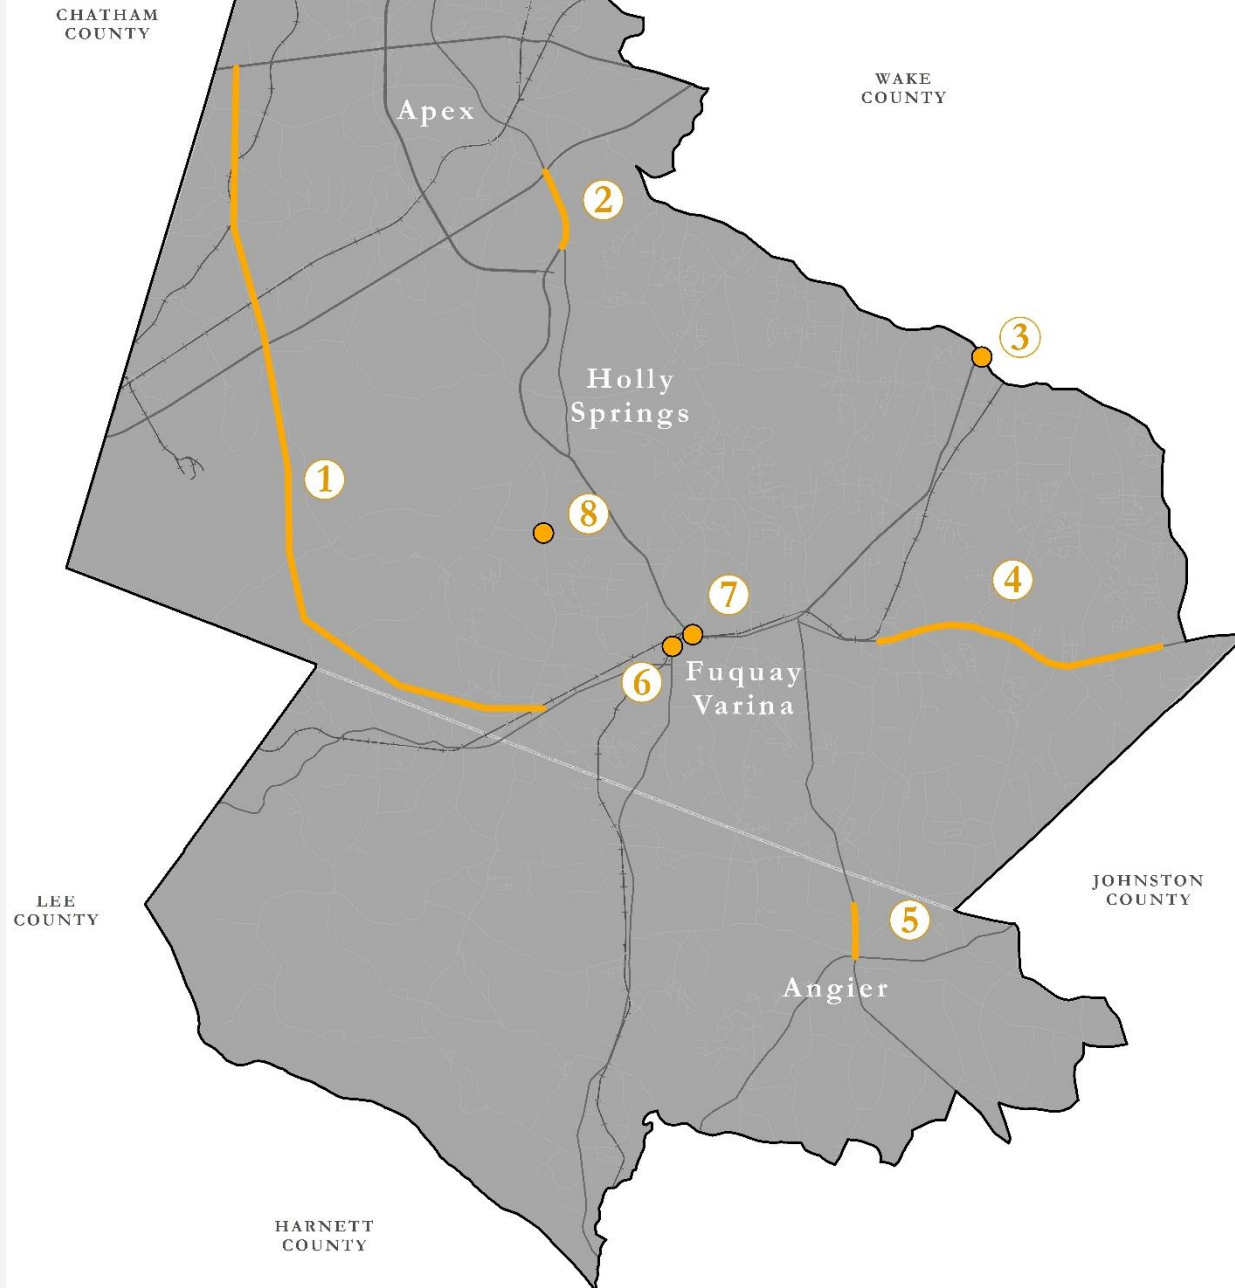 CHATHAM
COUNTY
WAKE
COUNTY
Apex
2
3
Holly
Springs
1
8
4
7
6
Fuquay
Varina
LEE
COUNTY
JOHNSTON
COUNTY
5
Angier
HARNETT
COUNTY